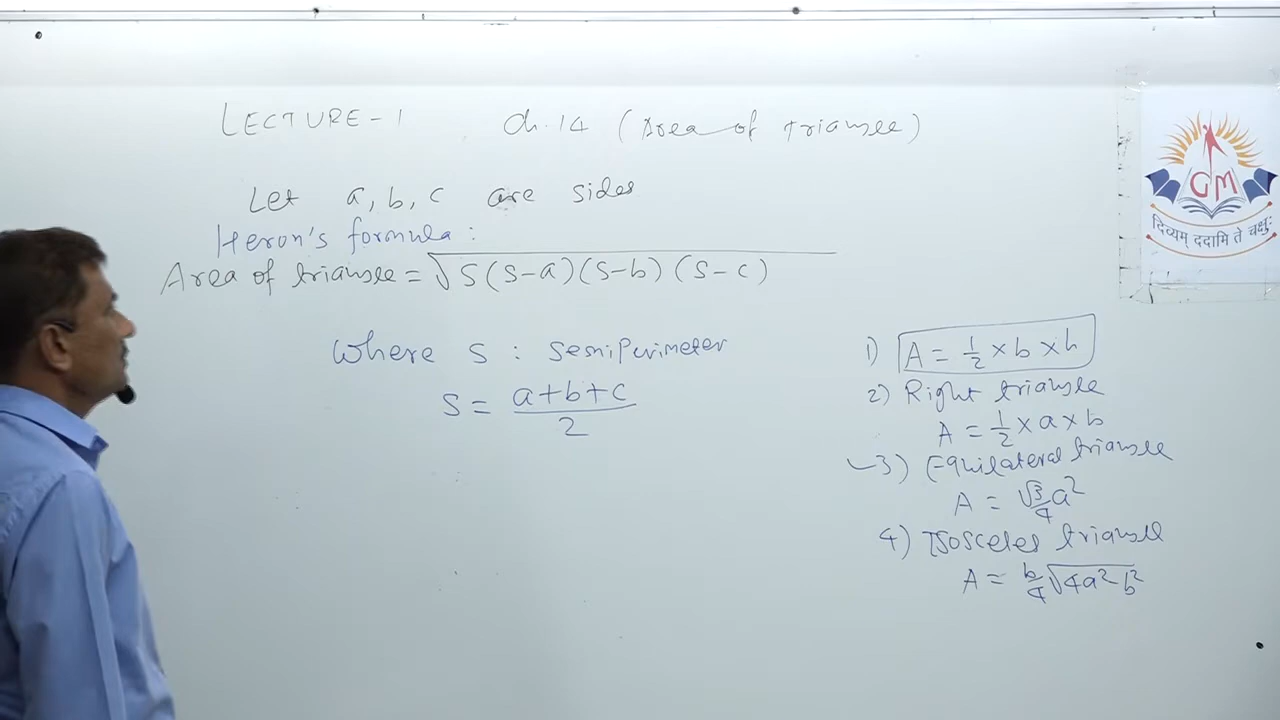 LECTURE-1 Ch.14 (Area of triangle)
Let a, b, c are sides
Heron's formula:
Area of triangle = √S(S-a)(S-b)(S-c)
Where S : Semiperimeter
S = a+b+c / 2
1) A = 1/2 × b × h
2) Right triangle
A = 1/2 × a × b
3) Equilateral triangle
A = √3/4 a²
4) Isosceles triangle
A = b/4 √4a² b²
GM
दिव्यम् ददामि ते चक्षुः